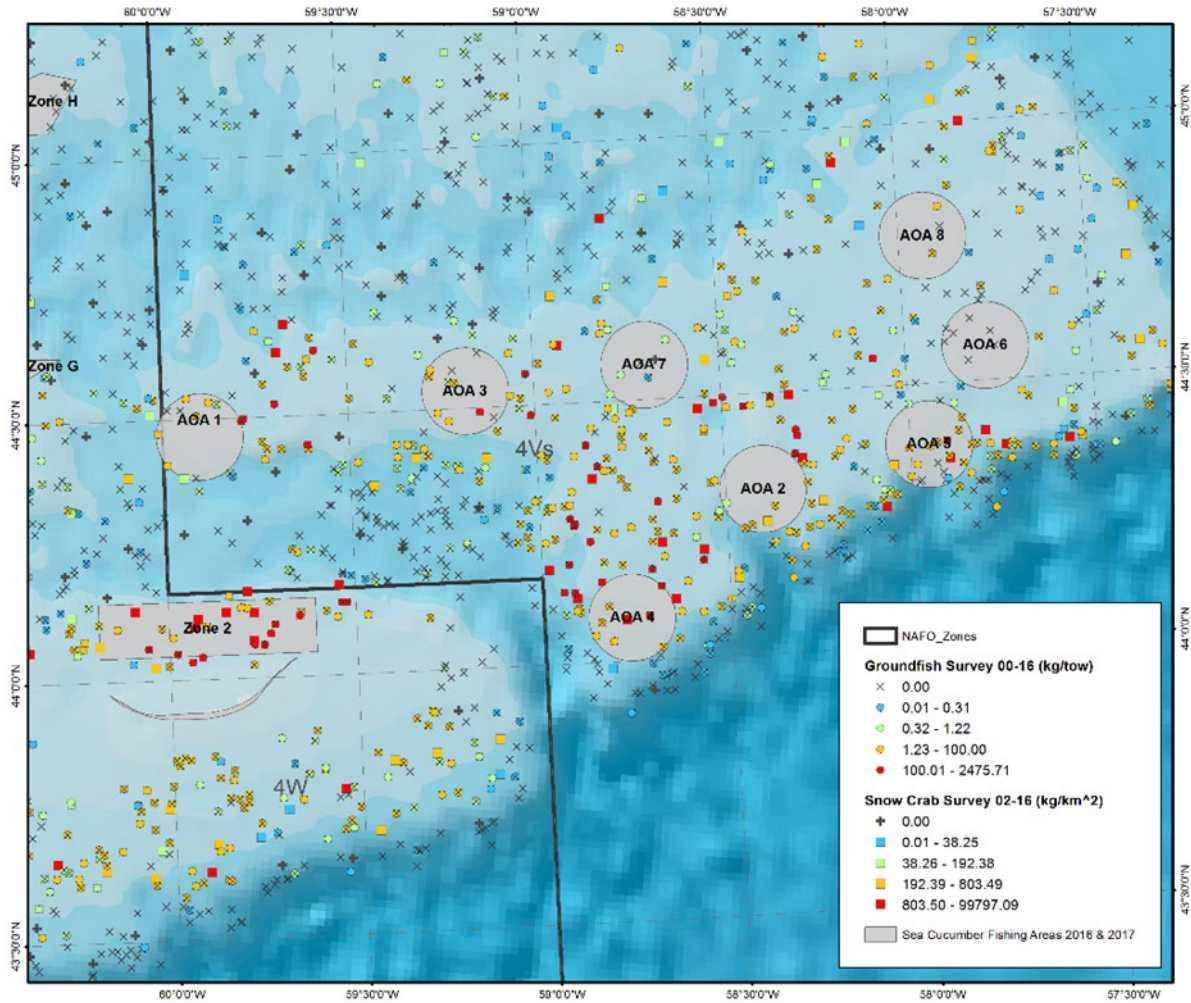 60°0'0"W 59°30'0"W 59°0'0"W 58°30'0"W 58°0'0"W 57°30'0"W
45°0'0"N
45°0'0"N
44°30'0"N
44°30'0"N
44°0'0"N
44°0'0"N
43°30'0"N
43°30'0"N
Zone H
AOA 8
AOA 6
Zone G
AOA 7
AOA 3
AOA 1
4Vs
AOA 5
AOA 2
AOA 4
Zone 2
4W
NAFO_Zones
Groundfish Survey 00-16 (kg/tow)
0.00
0.01 - 0.31
0.32 - 1.22
1.23 - 100.00
100.01 - 2475.71
Snow Crab Survey 02-16 (kg/km^2)
0.00
0.01 - 38.25
38.26 - 192.38
192.39 - 803.49
803.50 - 99797.09
Sea Cucumber Fishing Areas 2016 & 2017
60°0'0"W 59°30'0"W 59°0'0"W 58°30'0"W 58°0'0"W 57°30'0"W